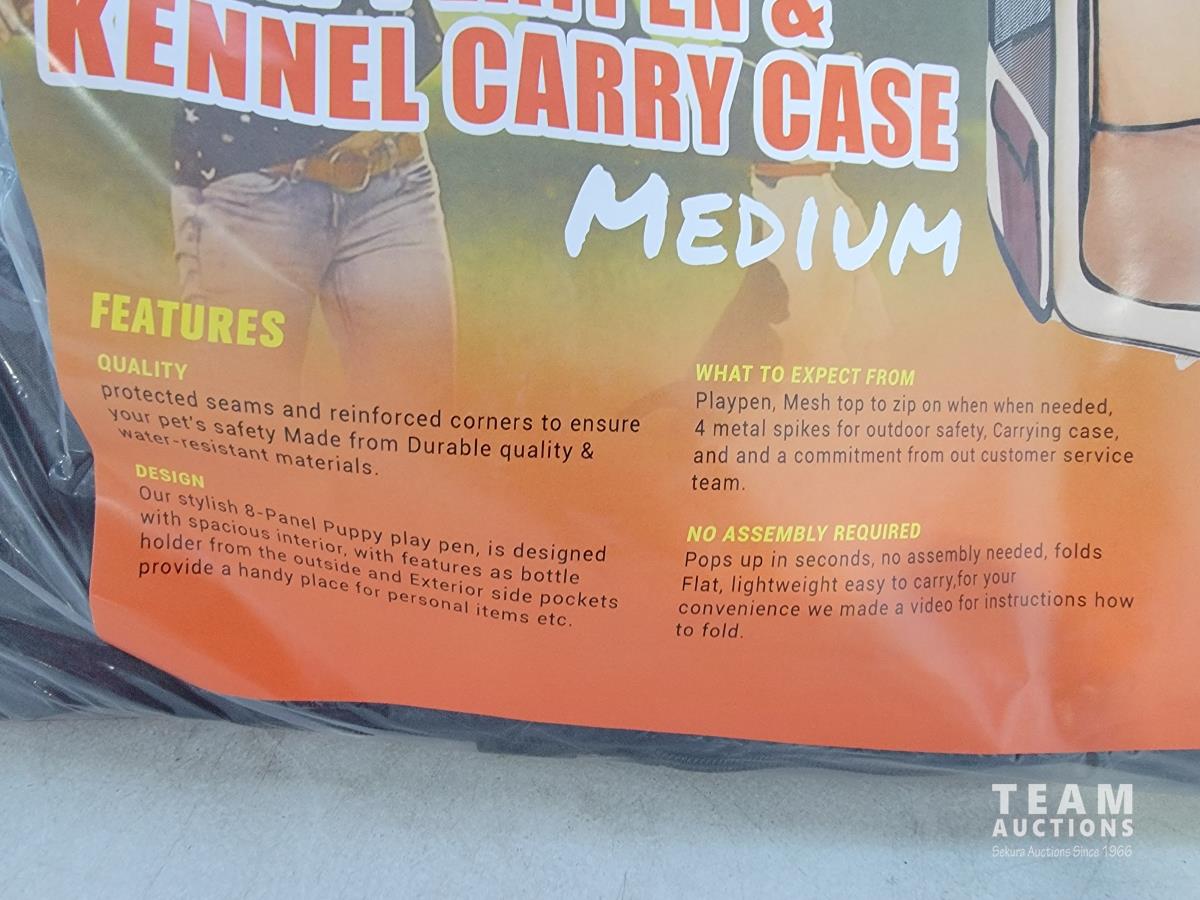 &
KENNEL CARRY CASE
MEDIUM
FEATURES
QUALITY
protected seams and reinforced corners to ensure
your pet's safety Made from Durable quality &
water-resistant materials.
DESIGN
Our stylish 8-Panel Puppy play pen, is designed
with spacious interior, with features as bottle
holder from the outside and Exterior side pockets
provide a handy place for personal items etc.
WHAT TO EXPECT FROM
Playpen, Mesh top to zip on when when needed,
4 metal spikes for outdoor safety, Carrying case,
and and a commitment from out customer service
team.
NO ASSEMBLY REQUIRED
Pops up in seconds, no assembly needed, folds
Flat, lightweight easy to carry,for your
convenience we made a video for instructions how
to fold.
TEAM
AUCTIONS
Sekura Auctions Since 1966